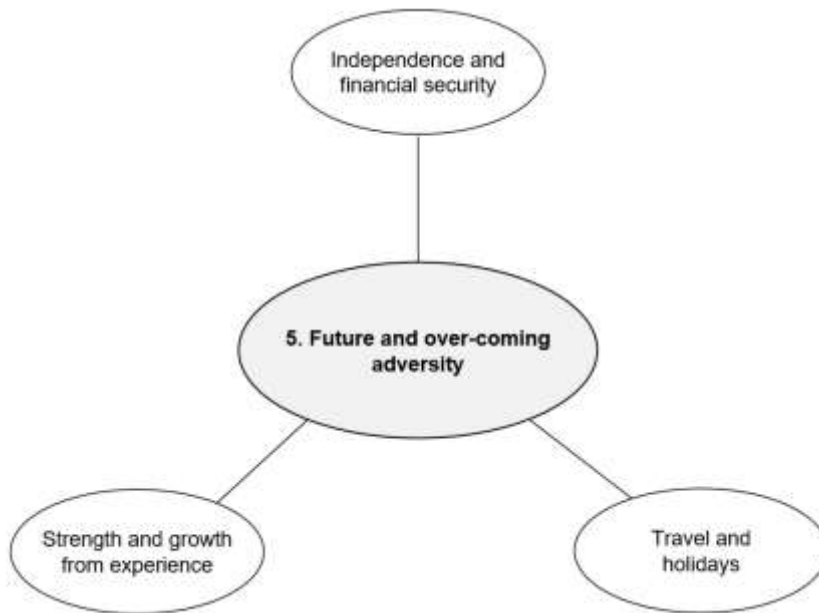 Independence and
financial security
5. Future and over-coming
adversity
Strength and growth
from experience
Travel and
holidays